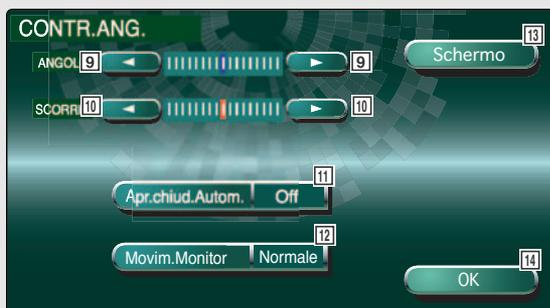 CONTR.ANG.
13
Schermo
ANGOL 9 9
SCORRI 10 10
11
Apr.chiud.Autom. Off
12
Movim.Monitor Normale
14
OK